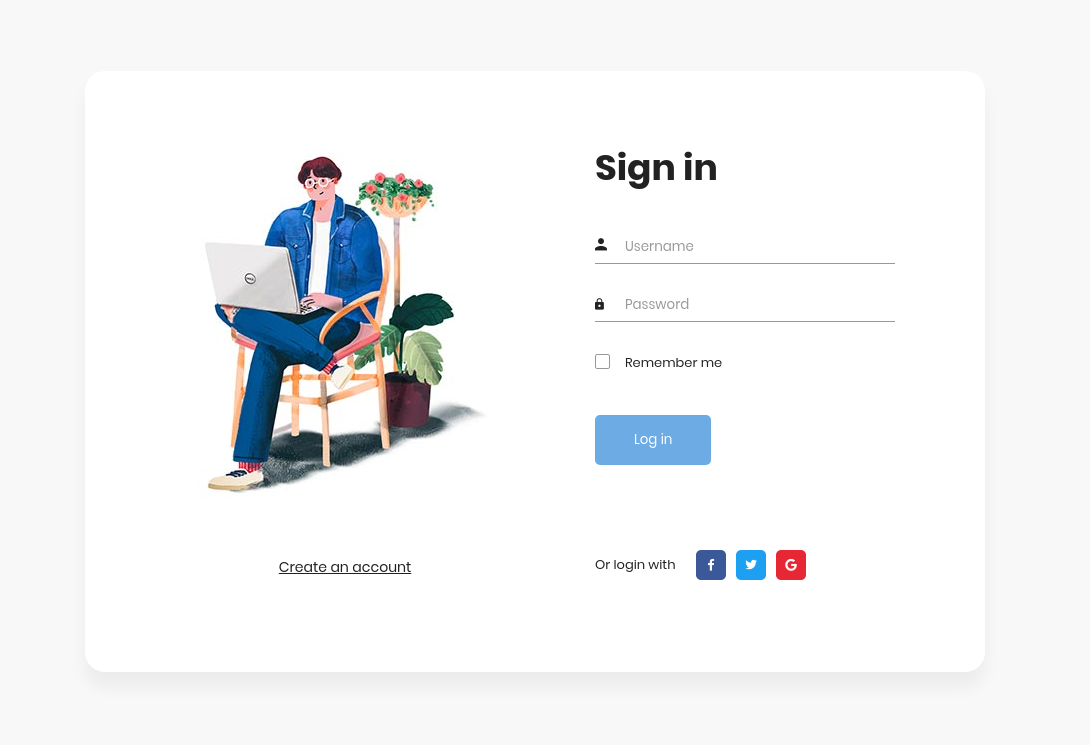 Sign in
Username
Password
Remember me
Log in
Create an account
Or login with